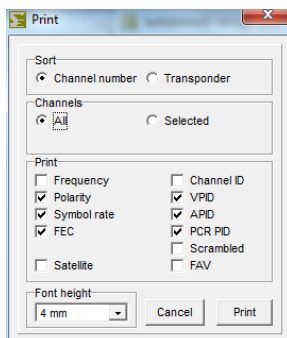 Print
Sort
Channel number Transponder
Channels
All Selected
Print
Frequency Channel ID
Polarity VPID
Symbol rate APID
FEC PCR PID
Scrambled
Satellite FAV
Font height
4 mm Cancel Print